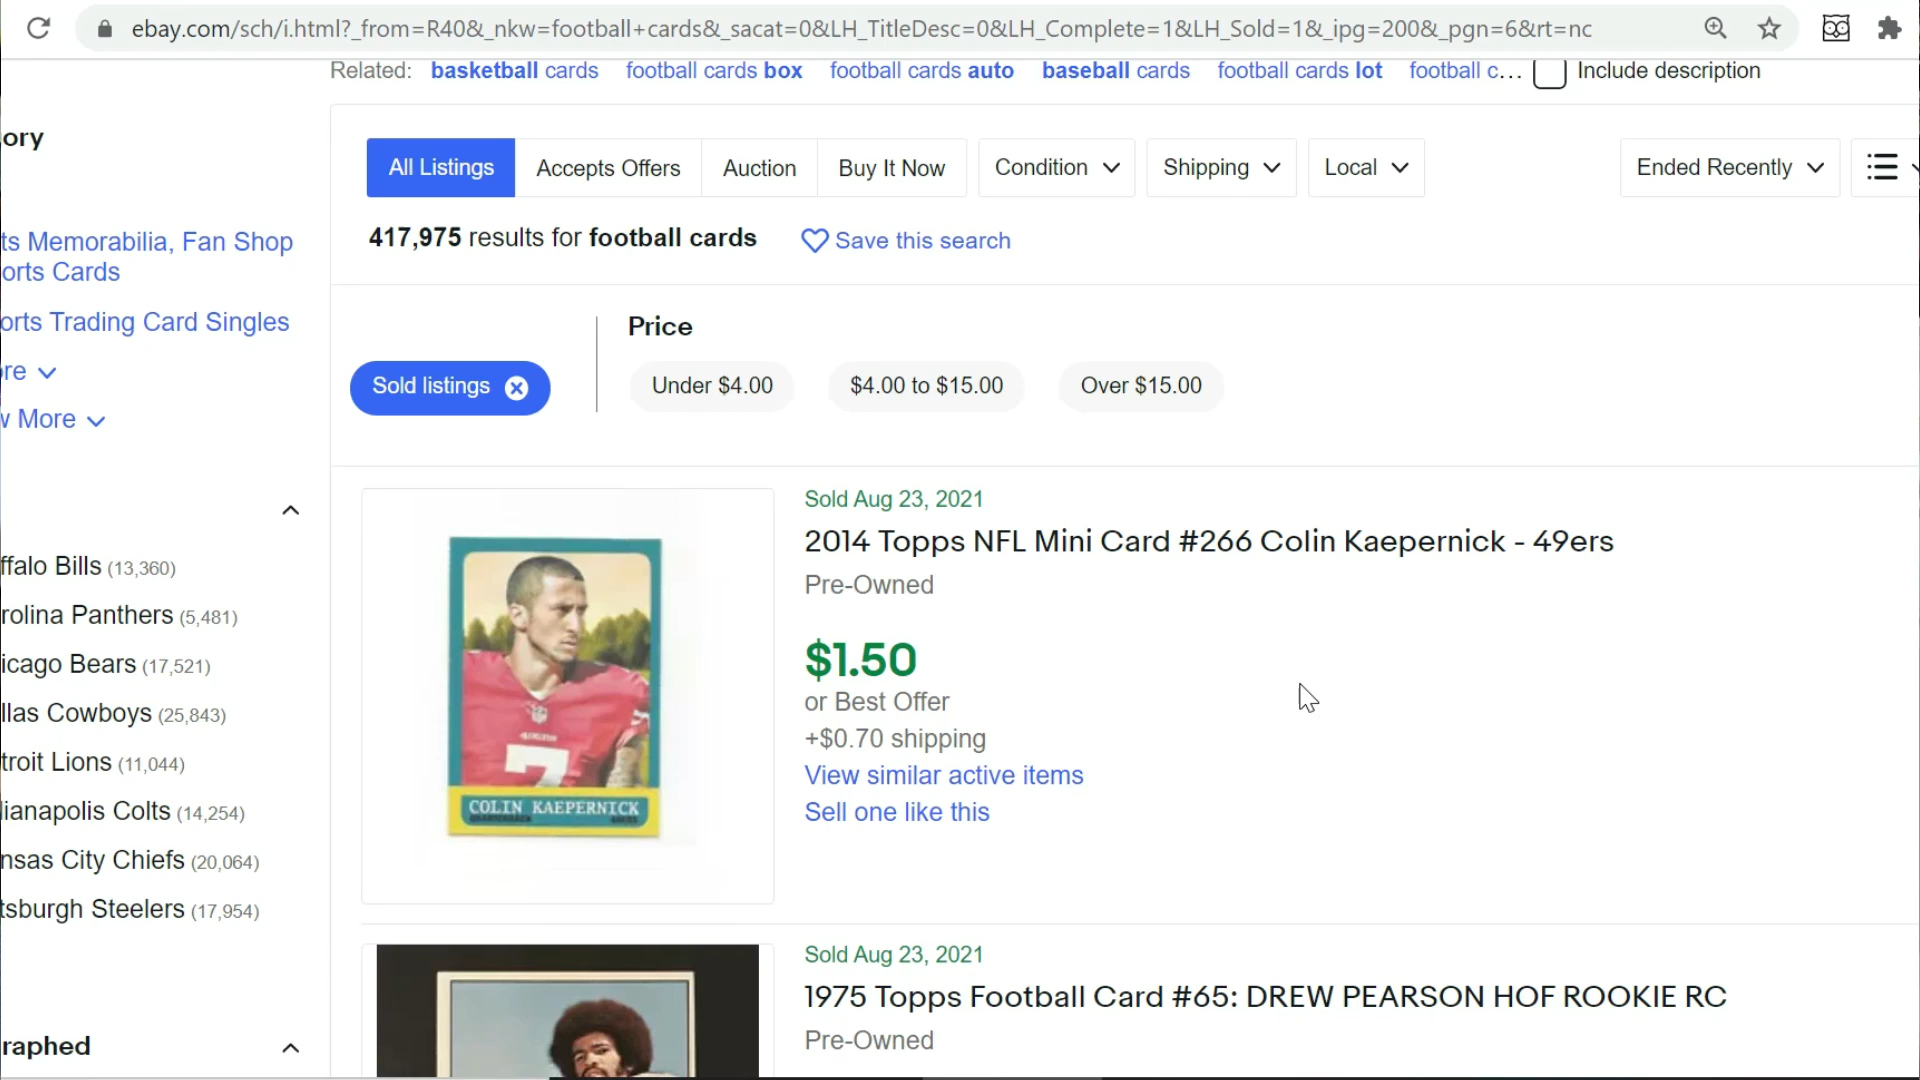 ebay.com/sch/i.html?_from=R40&_nkw=football+cards&_sacat=0&LH_TitleDesc=0&LH_Complete=1&LH_Sold=1&_ipg=200&_pgn=6&rt=nc
Related: basketball cards football cards box football cards auto baseball cards football cards lot football c... Include description
ory
All Listings Accepts Offers Auction Buy It Now Condition Shipping Local Ended Recently
417,975 results for football cards Save this search
ts Memorabilia, Fan Shop
orts Cards
orts Trading Card Singles
re
w More
Price
Sold listings Under $4.00 $4.00 to $15.00 Over $15.00
ffalo Bills (13,360)
rolina Panthers (5,481)
icago Bears (17,521)
llas Cowboys (25,843)
troit Lions (11,044)
lianapolis Colts (14,254)
nsas City Chiefs (20,064)
tsburgh Steelers (17,954)
raphed
49ERS
7
COLIN KAEPERNICK
QUARTERBACK 49ERS
Sold Aug 23, 2021
2014 Topps NFL Mini Card #266 Colin Kaepernick - 49ers
Pre-Owned
$1.50
or Best Offer
+$0.70 shipping
View similar active items
Sell one like this
Sold Aug 23, 2021
1975 Topps Football Card #65: DREW PEARSON HOF ROOKIE RC
Pre-Owned